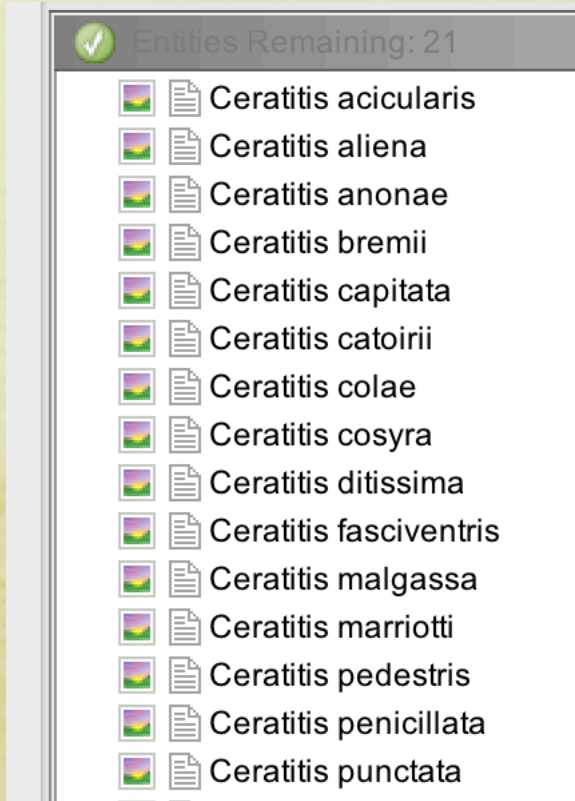 Entities Remaining: 21
Ceratitis acicularis
Ceratitis aliena
Ceratitis anonae
Ceratitis bremii
Ceratitis capitata
Ceratitis catoirii
Ceratitis colae
Ceratitis cosyra
Ceratitis ditissima
Ceratitis fasciventris
Ceratitis malgassa
Ceratitis marriotti
Ceratitis pedestris
Ceratitis penicillata
Ceratitis punctata